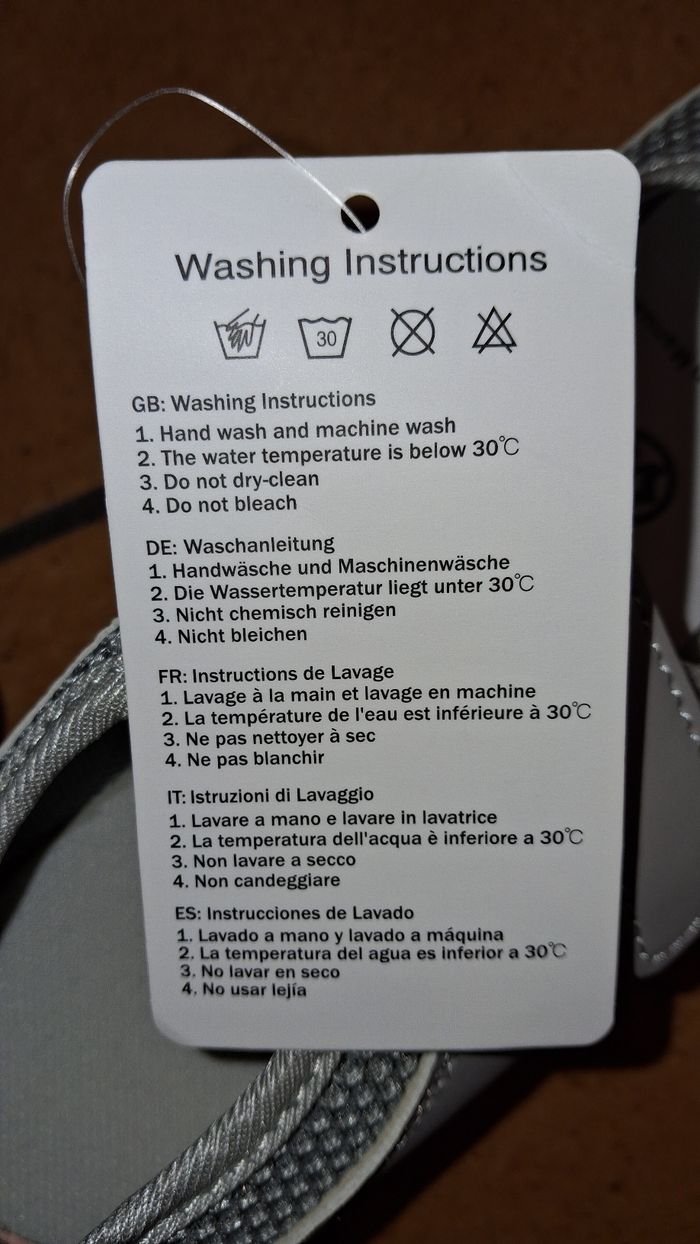 Washing Instructions
30
GB: Washing Instructions
1. Hand wash and machine wash
2. The water temperature is below 30℃
3. Do not dry-clean
4. Do not bleach
DE: Waschanleitung
1. Handwäsche und Maschinenwäsche
2. Die Wassertemperatur liegt unter 30℃
3. Nicht chemisch reinigen
4. Nicht bleichen
FR: Instructions de Lavage
1. Lavage à la main et lavage en machine
2. La température de l'eau est inférieure à 30℃
3. Ne pas nettoyer à sec
4. Ne pas blanchir
IT: Istruzioni di Lavaggio
1. Lavare a mano e lavare in lavatrice
2. La temperatura dell'acqua è inferiore a 30℃
3. Non lavare a secco
4. Non candeggiare
ES: Instrucciones de Lavado
1. Lavado a mano y lavado a máquina
2. La temperatura del agua es inferior a 30℃
3. No lavar en seco
4. No usar lejía